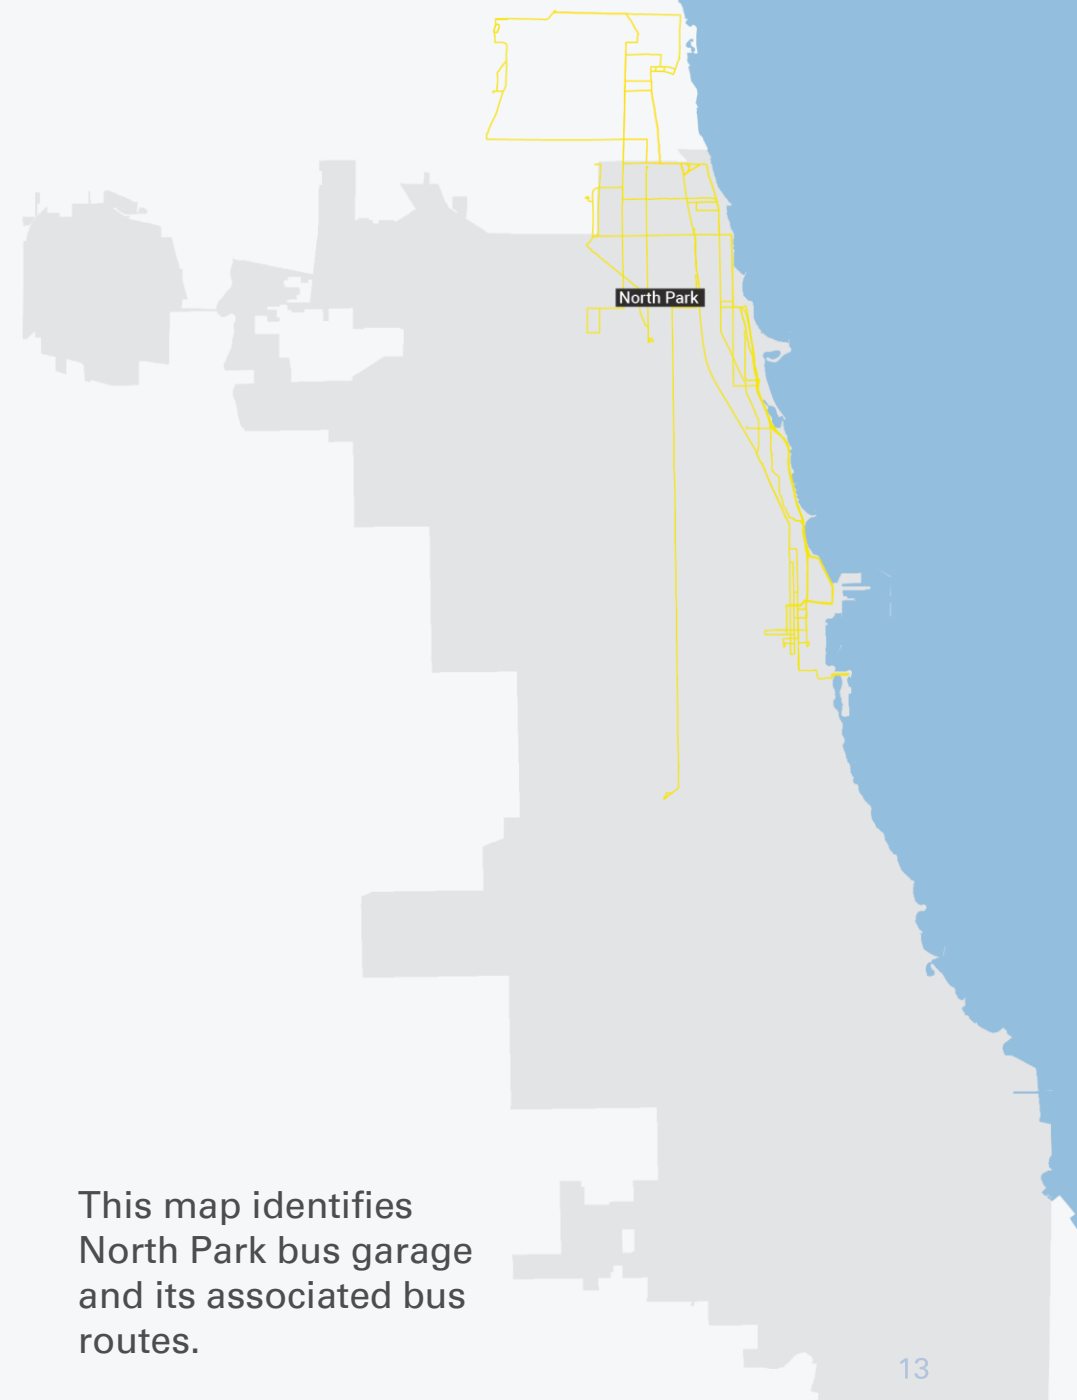 North Park
This map identifies
North Park bus garage
and its associated bus
routes.
13